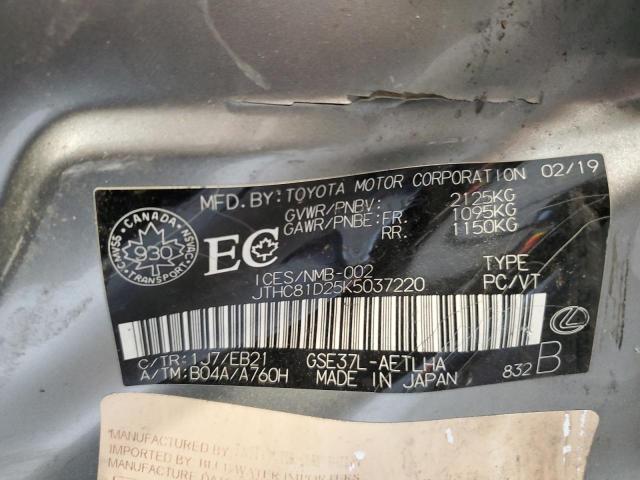 MFD. BY: TOYOTA MOTOR CORPORATION 02/19
GVWR/PNBV: 2125KG
GAWR/PNBE: FR. 1095KG
RR. 1150KG
CANADA
930
TRANSPORT
EC
ICES/NMB-002
JTHC81D25K5037220
TYPE
PC/VT
C/TR: 1J7/EB21
A/TM: B04A/A760H
GSE37L-AETLHA
MADE IN JAPAN
832 B
MANUFACTURED BY
IMPORTED BY
MANUFACTURED